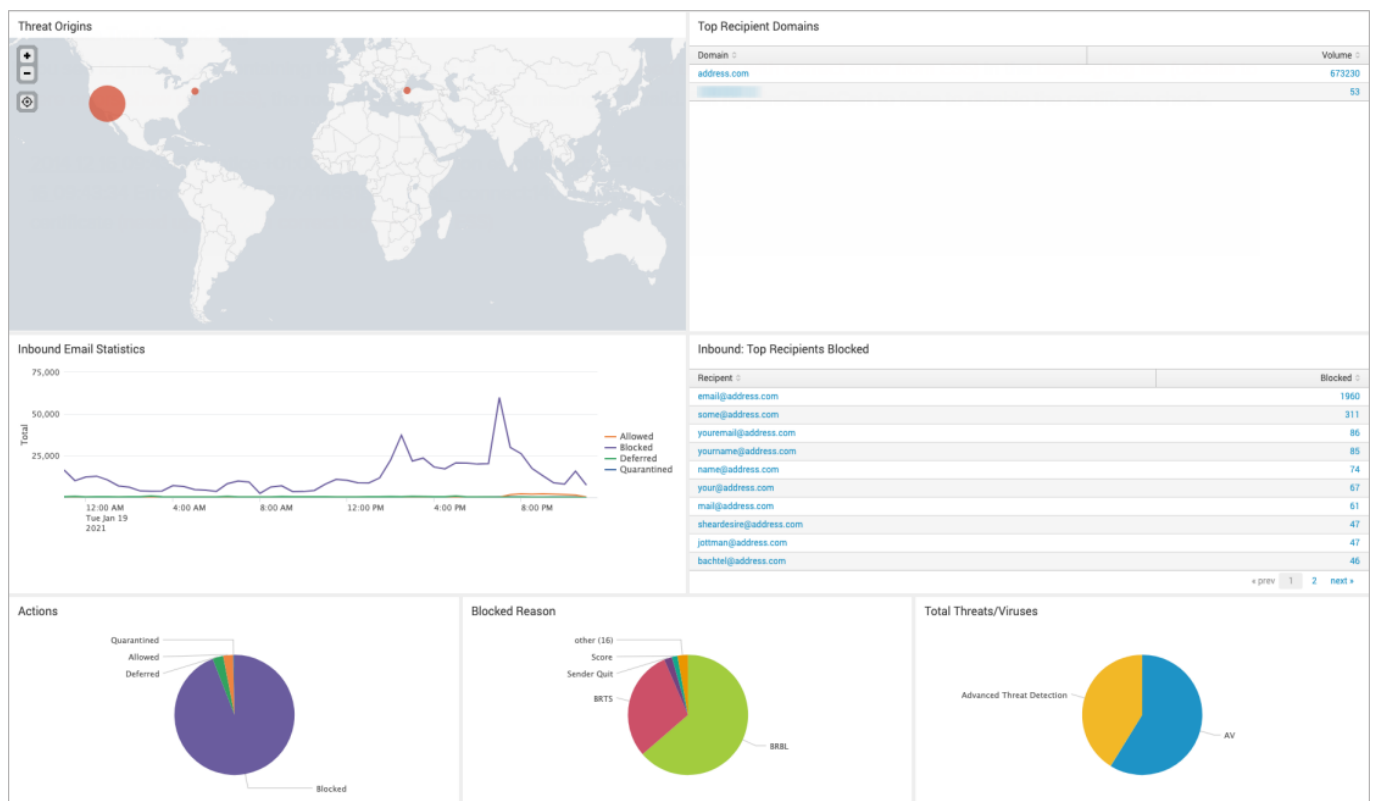 Threat Origins
+
−
Top Recipient Domains
Domain Volume
address.com 673230
53
Inbound Email Statistics
75,000
50,000
25,000
Total
12:00 AM 4:00 AM 8:00 AM 12:00 PM 4:00 PM 8:00 PM
Tue Jan 19
2021
Allowed
Blocked
Deferred
Quarantined
Inbound: Top Recipients Blocked
Recipent Blocked
email@address.com 1960
some@address.com 311
youremail@address.com 86
yourname@address.com 85
name@address.com 74
your@address.com 67
mail@address.com 61
sheardesire@address.com 47
jottman@address.com 47
bachtel@address.com 46
« prev 1 2 next »
Actions
Quarantined
Allowed
Deferred
Blocked
Blocked Reason
other (16)
Score
Sender Quit
BRTS
BRBL
Total Threats/Viruses
Advanced Threat Detection
AV